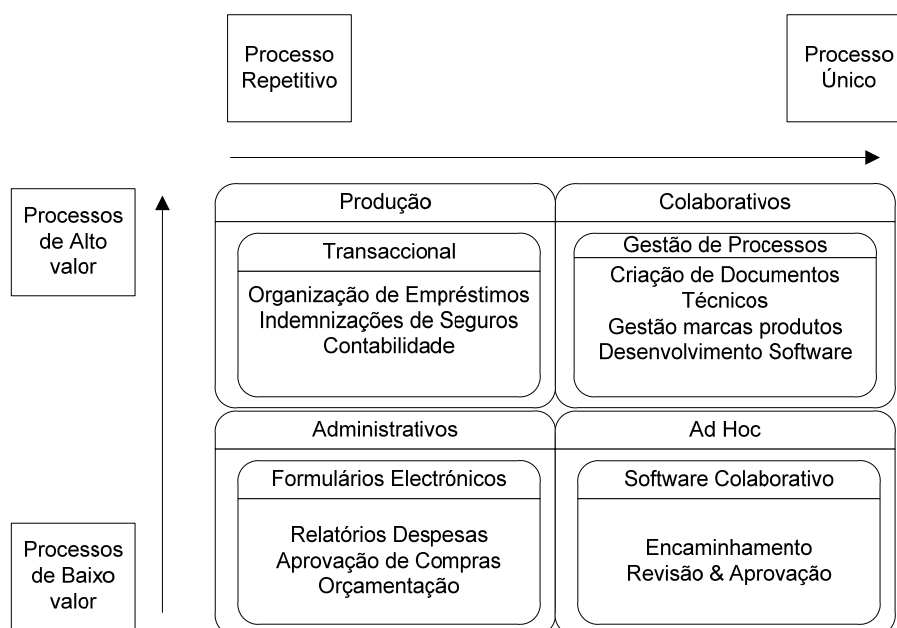 Processo
Repetitivo
Processo
Único
Processos
de Alto
valor
Produção
Transaccional
Organização de Empréstimos
Indemnizações de Seguros
Contabilidade
Colaborativos
Gestão de Processos
Criação de Documentos
Técnicos
Gestão marcas produtos
Desenvolvimento Software
Processos
de Baixo
valor
Administrativos
Formulários Electrónicos
Relatórios Despesas
Aprovação de Compras
Orçamentação
Ad Hoc
Software Colaborativo
Encaminhamento
Revisão & Aprovação